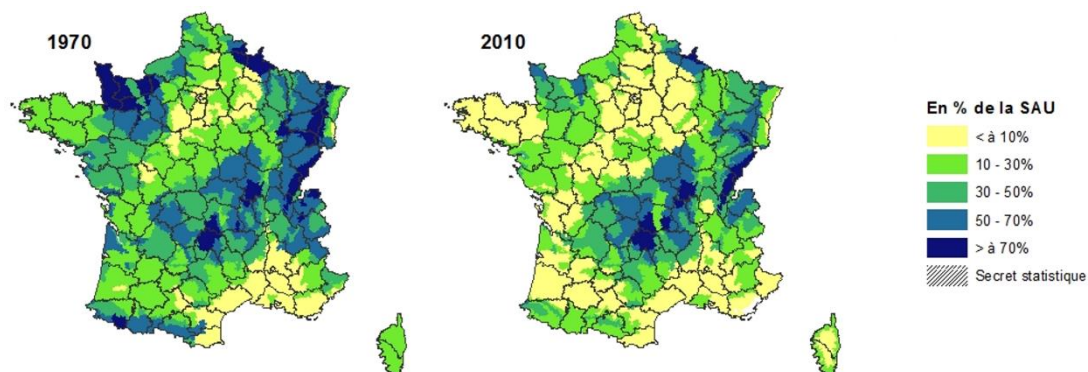 1970
2010
En % de la SAU
< à 10%
10 - 30%
30 - 50%
50 - 70%
> à 70%
Secret statistique